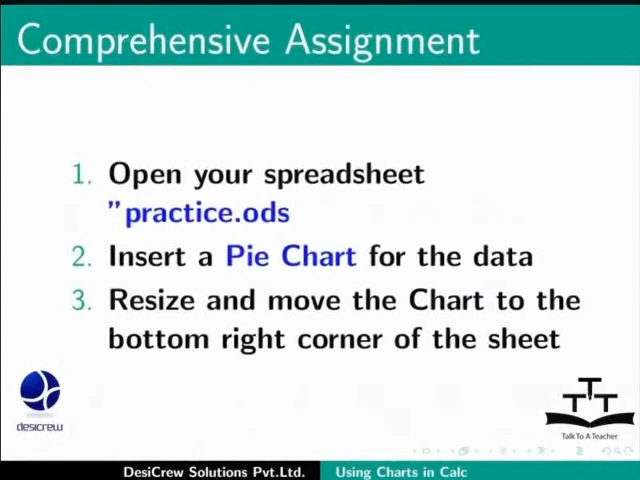 Comprehensive Assignment
1. Open your spreadsheet
”practice.ods
2. Insert a Pie Chart for the data
3. Resize and move the Chart to the
bottom right corner of the sheet
desicrew
TTT
Talk To A Teacher
DesiCrew Solutions Pvt.Ltd. Using Charts in Calc